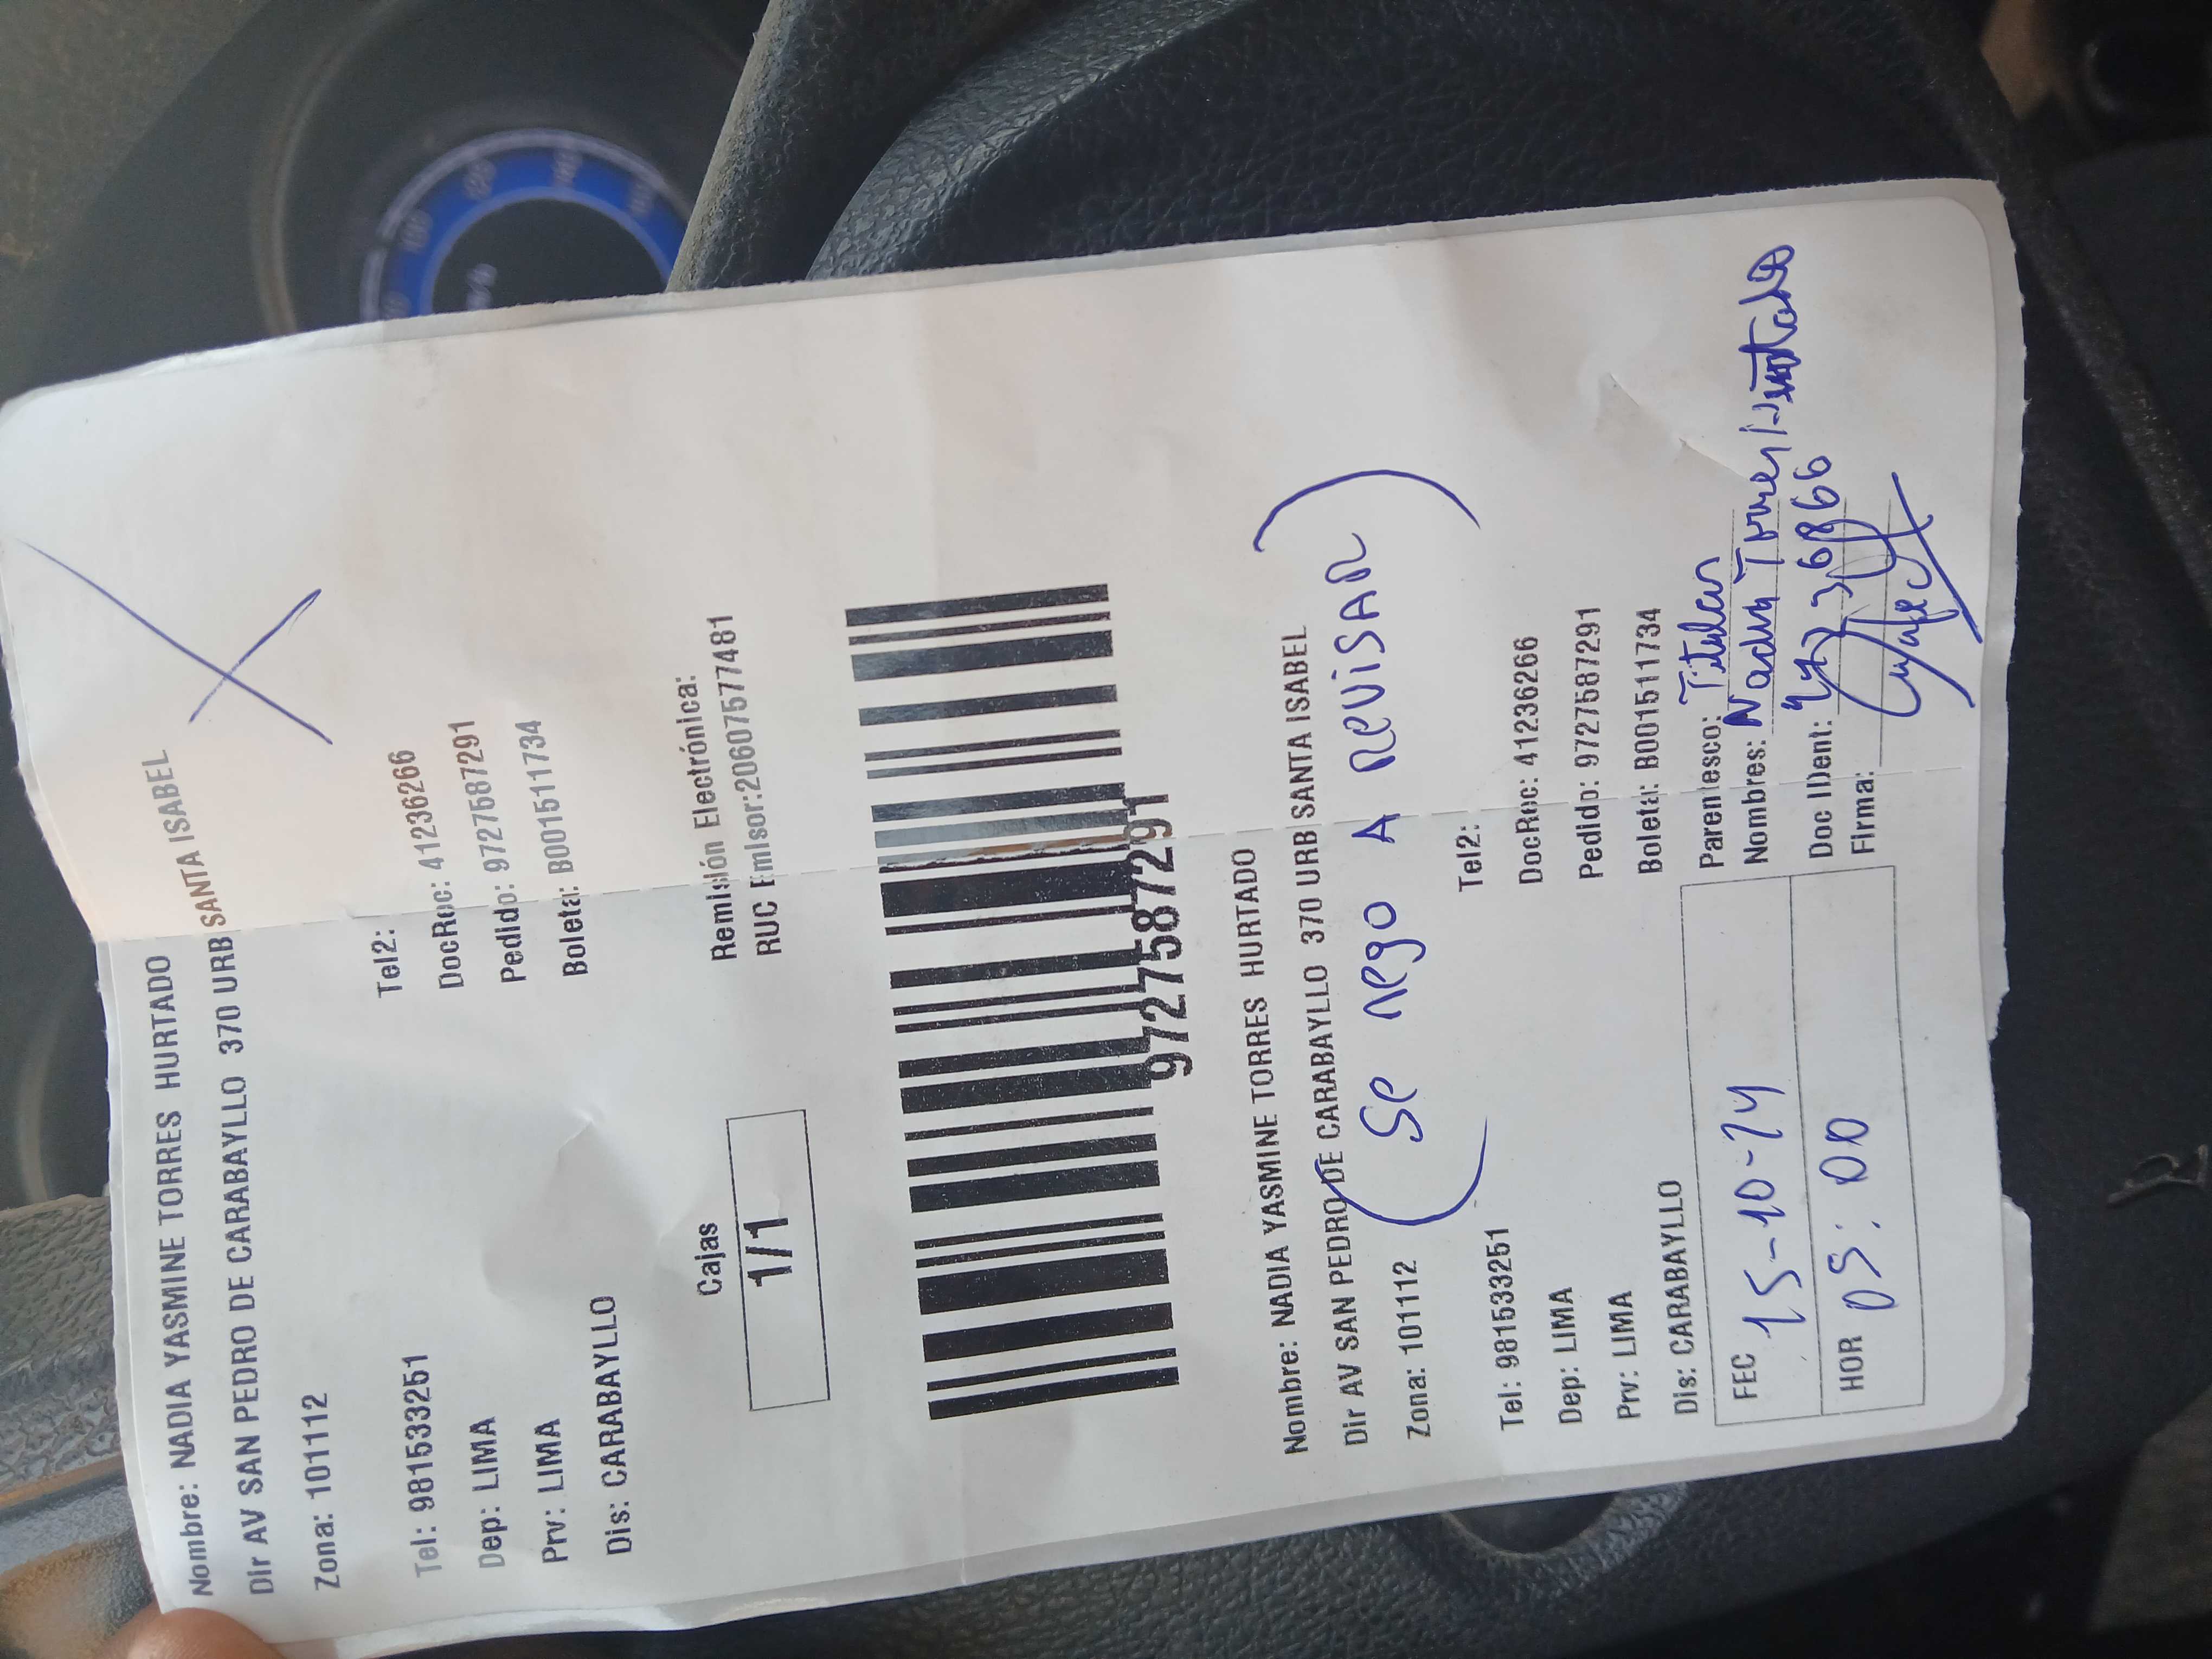 Nombre: NADIA YASMINE TORRES HURTADO
Dir AV SAN PEDRO DE CARABAYLLO 370 URB SANTA ISABEL
Zona: 101112
Tel: 981533251 Tel2:
Dep: LIMA DocRec: 41236266
Prv: LIMA Pedido: 9727587291
Dis: CARABAYLLO Boleta: B001511734
Cajas Remisión Electrónica:
1/1 RUC Emisor:20607577481
9727587291
Nombre: NADIA YASMINE TORRES HURTADO
Dir AV SAN PEDRO DE CARABAYLLO 370 URB SANTA ISABEL
(Se nego A Revisar)
Zona: 101112
Tel: 981533251 Tel2:
Dep: LIMA DocRec: 41236266
Prv: LIMA Pedido: 9727587291
Dis: CARABAYLLO Boleta: B001511734
FEC 15-10-24 Parentesco: Titular
Nombres: Nadia Torres
HOR 05:00 Doc IDent:
Firma: